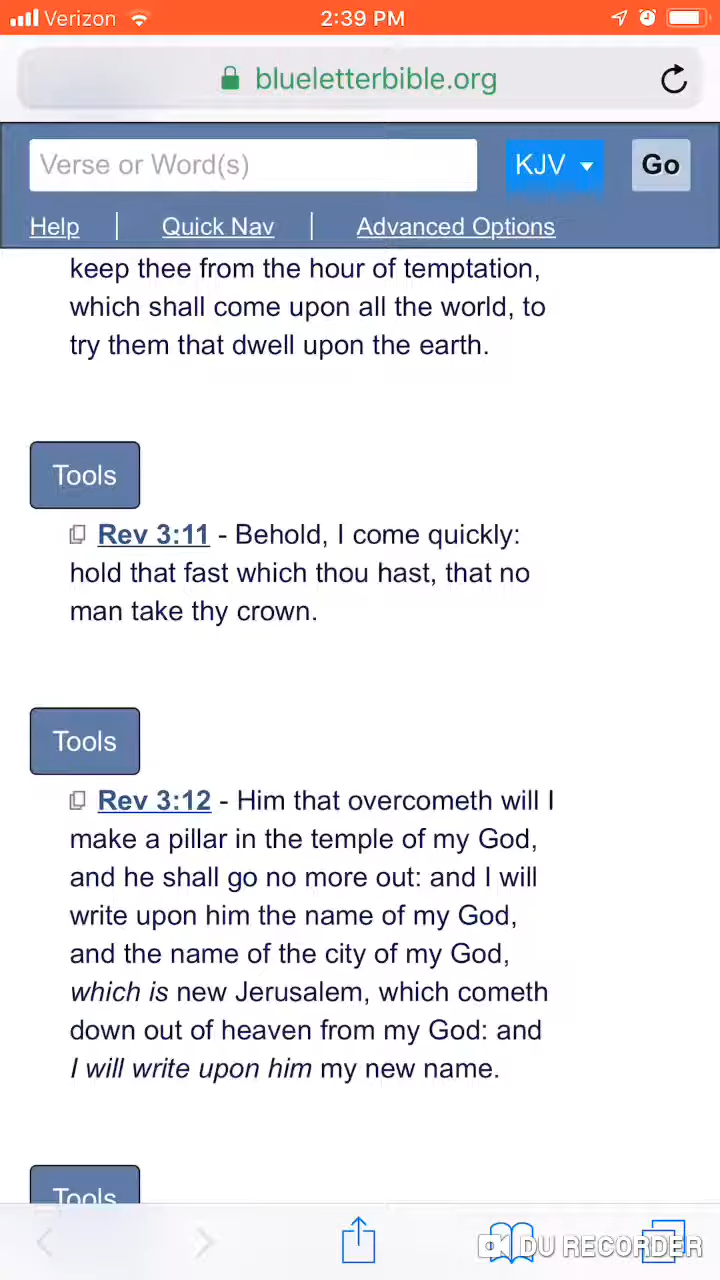 Verizon 2:39 PM
blueletterbible.org
Verse or Word(s) KJV Go
Help | Quick Nav | Advanced Options
keep thee from the hour of temptation,
which shall come upon all the world, to
try them that dwell upon the earth.
Tools
Rev 3:11 - Behold, I come quickly:
hold that fast which thou hast, that no
man take thy crown.
Tools
Rev 3:12 - Him that overcometh will I
make a pillar in the temple of my God,
and he shall go no more out: and I will
write upon him the name of my God,
and the name of the city of my God,
which is new Jerusalem, which cometh
down out of heaven from my God: and
I will write upon him my new name.
Tools
DU RECORDER